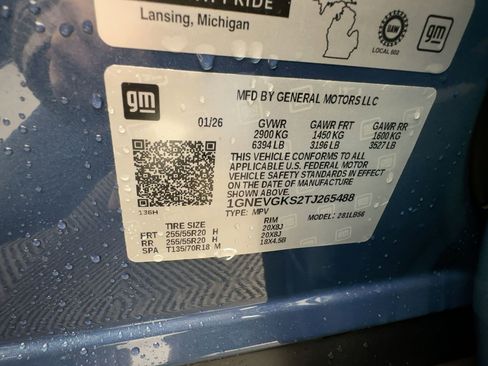 Lansing, Michigan
LOCAL 602
gm
gm
MFD BY GENERAL MOTORS LLC
01/26 GVWR GAWR FRT GAWR RR
2900 KG 1450 KG 1600 KG
6394 LB 3196 LB 3527 LB
THIS VEHICLE CONFORMS TO ALL
APPLICABLE U.S. FEDERAL MOTOR
VEHICLE SAFETY STANDARDS IN EFFECT
ON THE DATE OF MANUFACTURE SHOWN ABOVE.
1GNEVGKS2TJ265488
136H TYPE: MPV MODEL: 281LB56
TIRE SIZE RIM
FRT 255/55R20 H 20X8J
RR 255/55R20 H 20X8J
SPA T135/70R18 M 18X4.5B